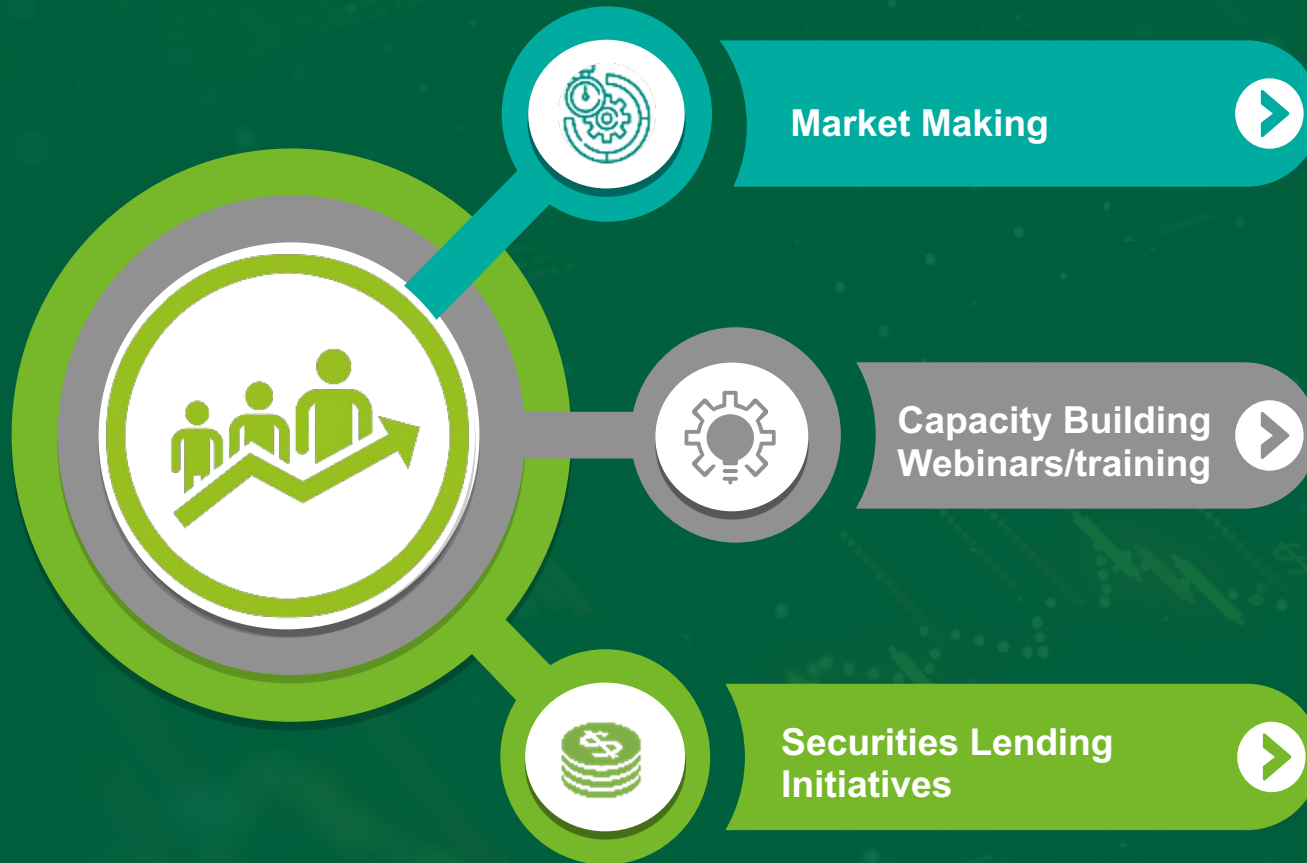 Market Making
Capacity Building
Webinars/training
Securities Lending
Initiatives